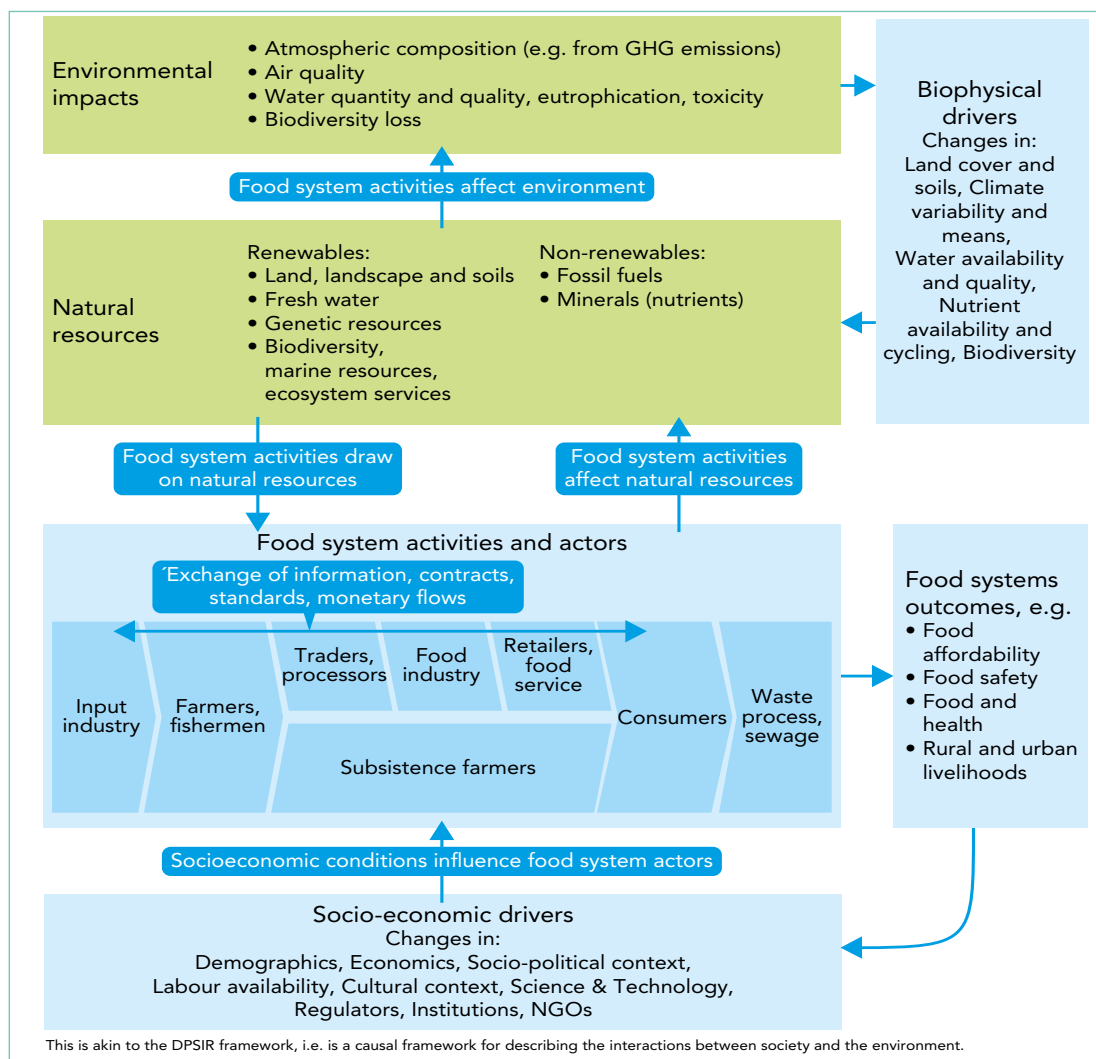 Environmental
impacts
• Atmospheric composition (e.g. from GHG emissions)
• Air quality
• Water quantity and quality, eutrophication, toxicity
• Biodiversity loss
Biophysical
drivers
Changes in:
Land cover and
soils, Climate
variability and
means,
Water availability
and quality,
Nutrient
availability and
cycling, Biodiversity
Food system activities affect environment
Natural
resources
Renewables:
• Land, landscape and soils
• Fresh water
• Genetic resources
• Biodiversity,
marine resources,
ecosystem services
Non-renewables:
• Fossil fuels
• Minerals (nutrients)
Food system activities draw
on natural resources
Food system activities
affect natural resources
Food system activities and actors
´Exchange of information, contracts,
standards, monetary flows
Input
industry
Farmers,
fishermen
Traders,
processors
Food
industry
Retailers,
food
service
Subsistence farmers
Consumers
Waste
process,
sewage
Food systems
outcomes, e.g.
• Food
affordability
• Food safety
• Food and
health
• Rural and urban
livelihoods
Socioeconomic conditions influence food system actors
Socio-economic drivers
Changes in:
Demographics, Economics, Socio-political context,
Labour availability, Cultural context, Science & Technology,
Regulators, Institutions, NGOs
This is akin to the DPSIR framework, i.e. is a causal framework for describing the interactions between society and the environment.